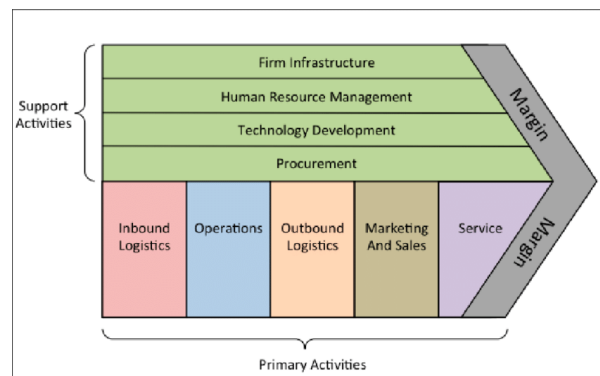 Firm Infrastructure
Human Resource Management
Technology Development
Procurement
Support
Activities
Margin
Margin
Inbound
Logistics
Operations
Outbound
Logistics
Marketing
And Sales
Service
Primary Activities